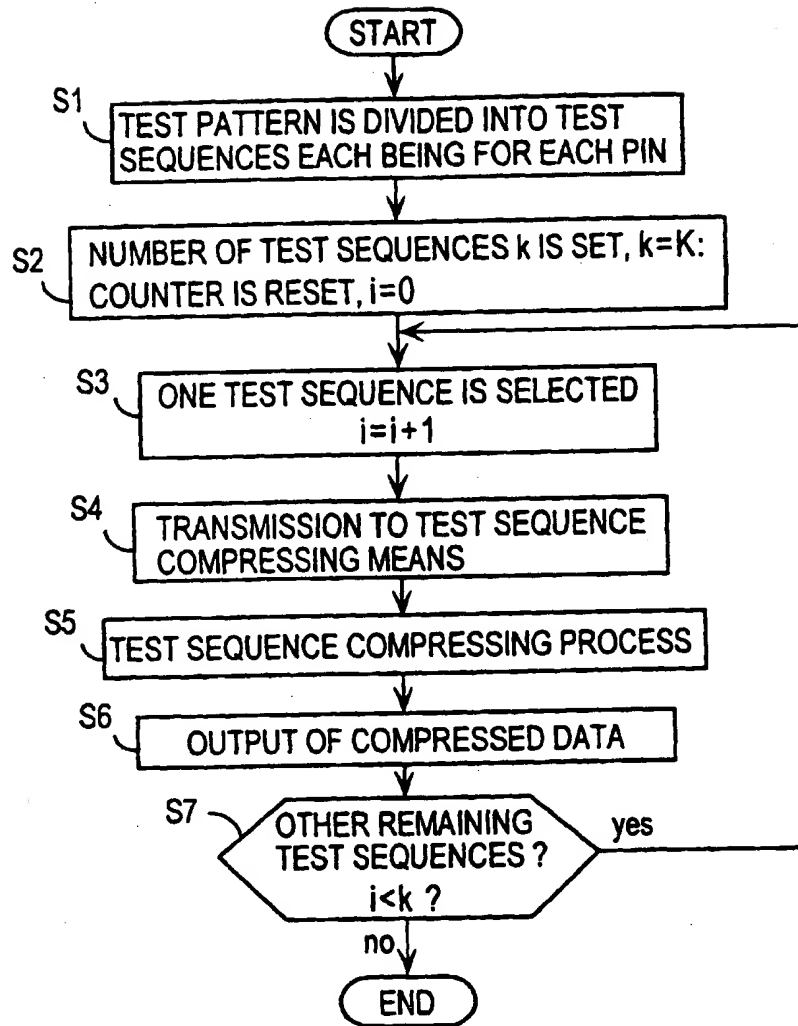 START
S1
TEST PATTERN IS DIVIDED INTO TEST
SEQUENCES EACH BEING FOR EACH PIN
S2
NUMBER OF TEST SEQUENCES k IS SET, k=K:
COUNTER IS RESET, i=0
S3
ONE TEST SEQUENCE IS SELECTED
i=i+1
S4
TRANSMISSION TO TEST SEQUENCE
COMPRESSING MEANS
S5
TEST SEQUENCE COMPRESSING PROCESS
S6
OUTPUT OF COMPRESSED DATA
S7
OTHER REMAINING
TEST SEQUENCES ?
i<k ?
yes
no
END